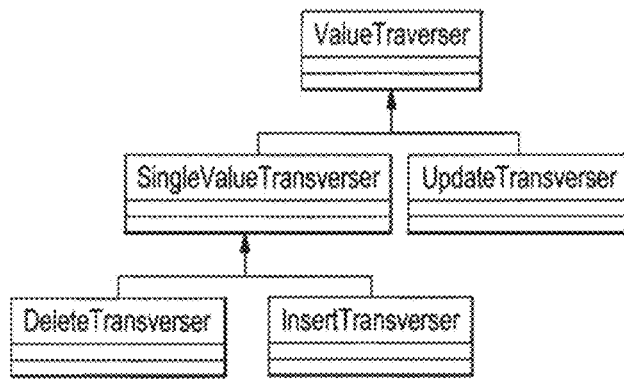 ValueTraverser
SingleValueTransverser
UpdateTransverser
DeleteTransverser
InsertTransverser